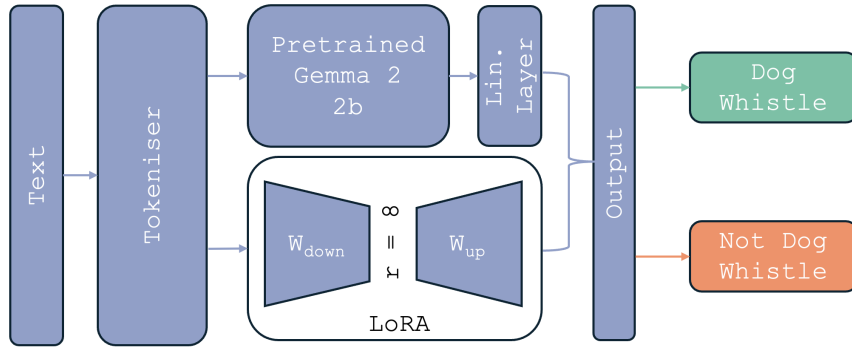 Text
Tokeniser
Pretrained
Gemma 2
2b
Lin.
Layer
W_down
r = 8
W_up
LoRA
Output
Dog
Whistle
Not Dog
Whistle